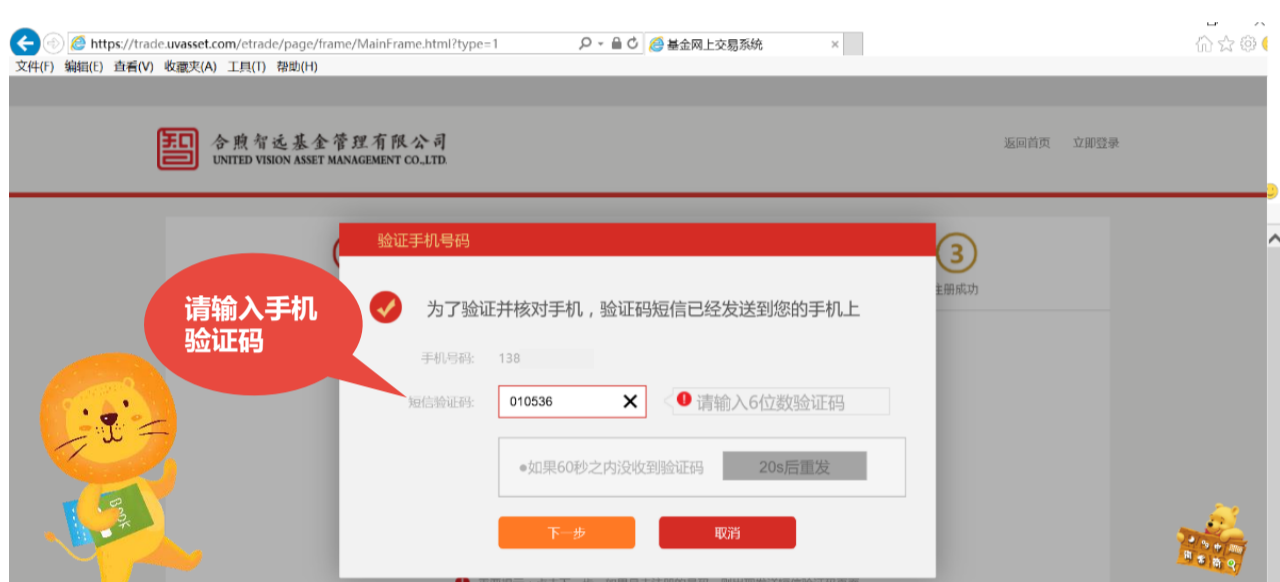 https://trade.uvasset.com/etrade/page/frame/MainFrame.html?type=1
基金网上交易系统
文件(F) 编辑(E) 查看(V) 收藏夹(A) 工具(T) 帮助(H)
合煦智远基金管理有限公司
UNITED VISION ASSET MANAGEMENT CO.,LTD.
返回首页 立即登录
验证手机号码
3
注册成功
请输入手机
验证码
为了验证并核对手机，验证码短信已经发送到您的手机上
手机号码: 138
短信验证码: 010536
请输入6位数验证码
●如果60秒之内没收到验证码 20s后重发
下一步 取消
BOOK